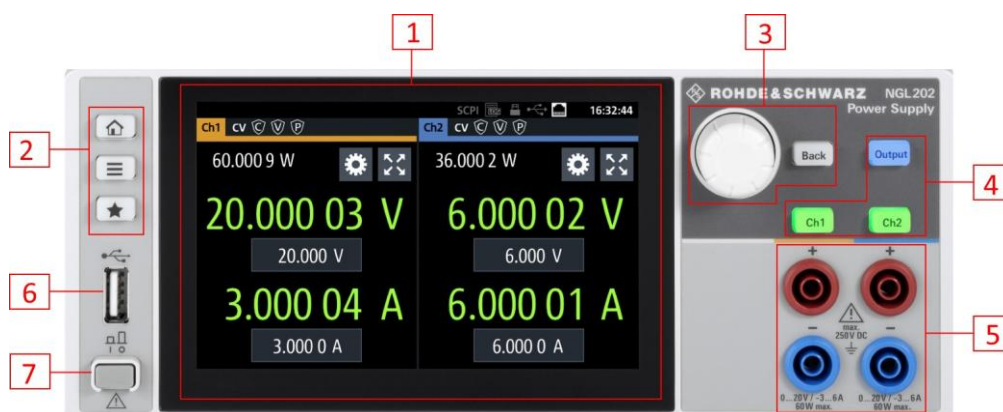 1
3
2
4
6
5
7
ROHDE&SCHWARZ NGL202
Power Supply
Back
Output
Ch1
Ch2
SCPI 16:32:44
Ch1 CV C V P
Ch2 CV C V P
60.000 9 W
36.000 2 W
20.000 03 V
20.000 V
3.000 04 A
3.000 0 A
6.000 02 V
6.000 V
6.000 01 A
6.000 0 A
+ +
max.
250V DC
- -
0...20V / -3...6A
60W max.
0...20V / -3...6A
60W max.